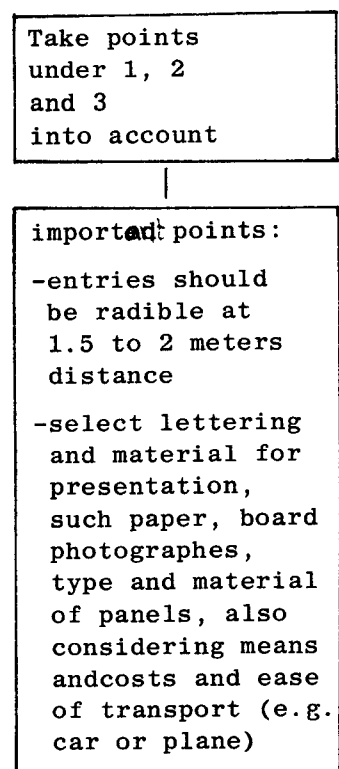 Take points
under 1, 2
and 3
into account
important points:
-entries should
be radible at
1.5 to 2 meters
distance
-select lettering
and material for
presentation,
such paper, board
photographes,
type and material
of panels, also
considering means
andcosts and ease
of transport (e.g.
car or plane)